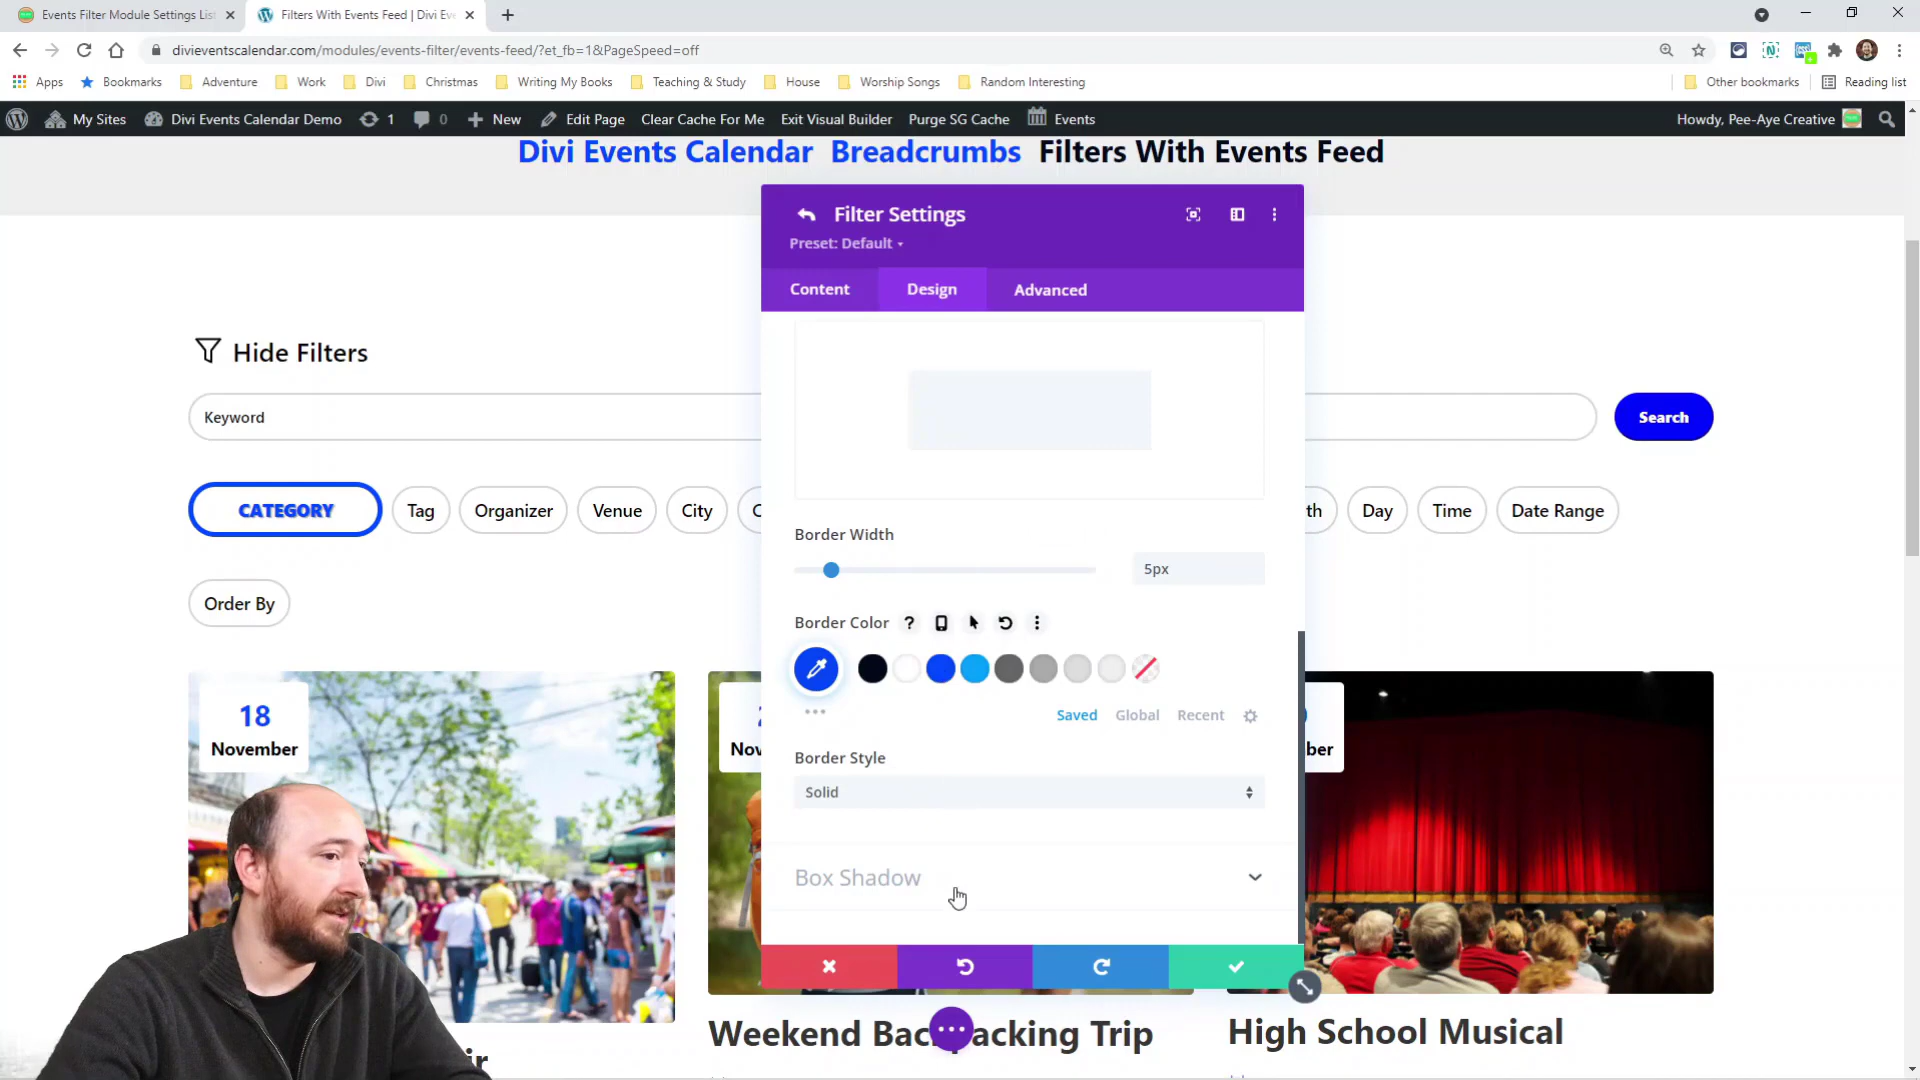 Events Filter Module Settings List
Filters With Events Feed | Divi Eve
divieventscalendar.com/modules/events-filter/events-feed/?et_fb=1&PageSpeed=off
Apps
Bookmarks
Adventure
Work
Divi
Christmas
Writing My Books
Teaching & Study
House
Worship Songs
Random Interesting
Other bookmarks
Reading list
My Sites
Divi Events Calendar Demo
1
0
New
Edit Page
Clear Cache For Me
Exit Visual Builder
Purge SG Cache
Events
Howdy, Pee-Aye Creative
Divi Events Calendar Breadcrumbs Filters With Events Feed
Filter Settings
Preset: Default
Content
Design
Advanced
Hide Filters
Keyword
Search
CATEGORY
Tag
Organizer
Venue
City
C
th
Day
Time
Date Range
Order By
Border Width
5px
Border Color
?
Saved
Global
Recent
Border Style
Solid
Box Shadow
18
November
Nov
ber
ir
Weekend Backpacking Trip
High School Musical